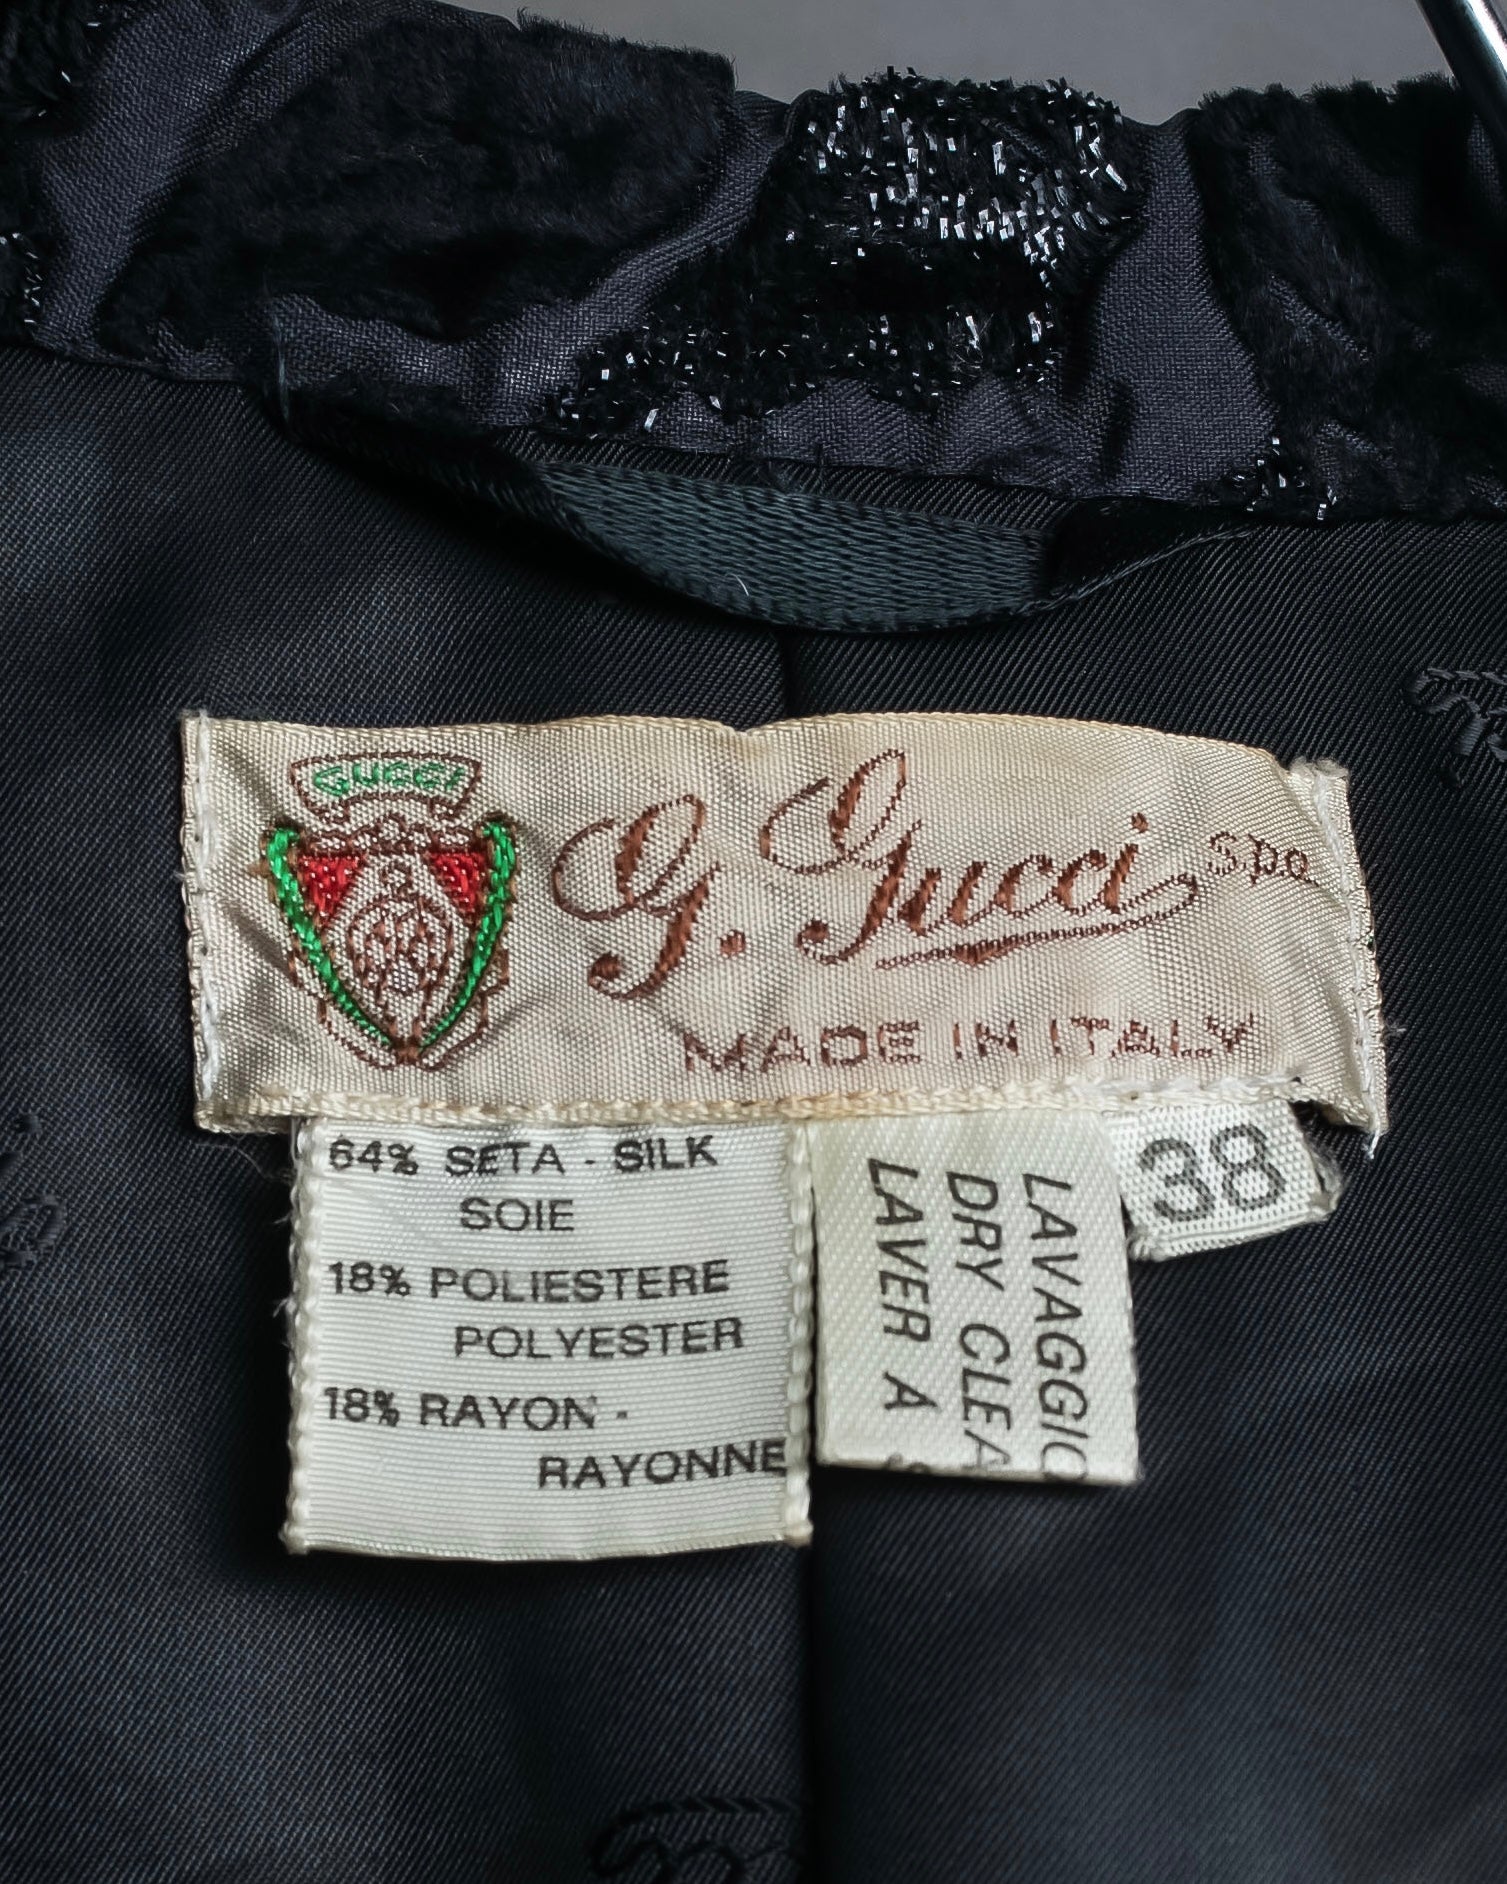 GUCCI
G. Gucci s.p.a.
MADE IN ITALY
64% SETA - SILK
SOIE
18% POLIESTERE
POLYESTER
18% RAYON -
RAYONNE
LAVAGGIO
DRY CLEA
LAVER A
38